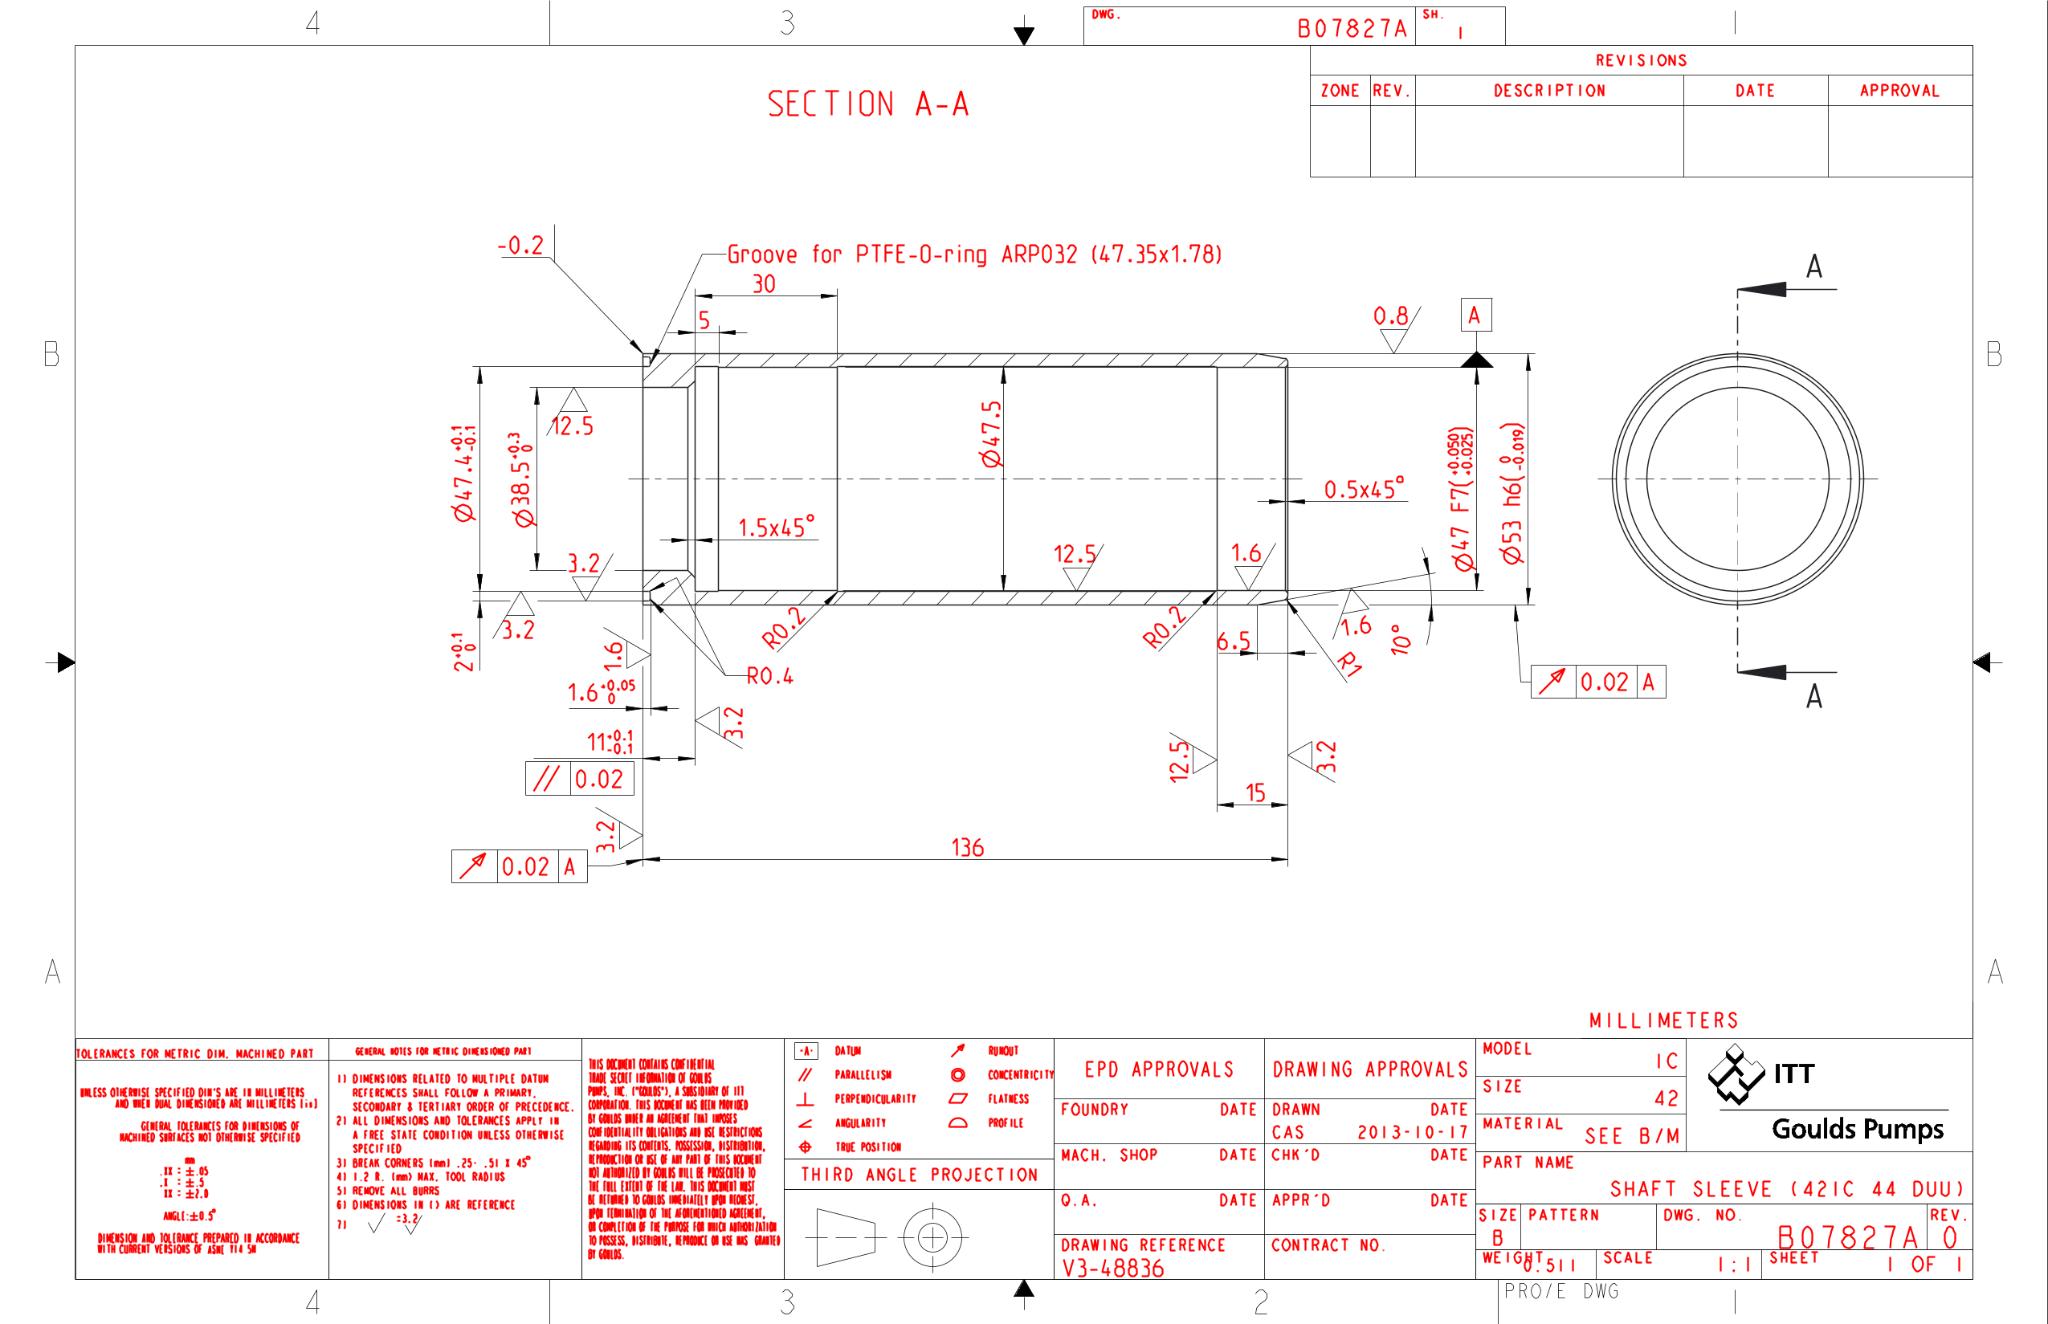 4
3
DWG.
B07827A
SH.
1
REVISIONS
ZONE REV. DESCRIPTION DATE APPROVAL
SECTION A-A
-0.2
Groove for PTFE-O-ring ARP032 (47.35x1.78)
30
5
0.8
A
A
B
B
12.5
Ø47.4 +0.1 -0.1
Ø38.5 +0.3 0
Ø47.5
Ø47 F7(+0.050 +0.025)
Ø53 h6(0 -0.019)
0.5x45°
1.5x45°
3.2
12.5
1.6
3.2
2 +0.1 0
1.6
R0.2
R0.2
6.5
1.6
10°
R1
R0.4
1.6 +0.05 0
0.02 A
A
3.2
11 +0.1 -0.1
// 0.02
12.5
3.2
15
3.2
136
0.02 A
A
A
MILLIMETERS
TOLERANCES FOR METRIC DIM. MACHINED PART
UNLESS OTHERWISE SPECIFIED DIM'S ARE IN MILLIMETERS
AND WHEN DUAL DIMENSIONED ARE MILLIMETERS [in]
GENERAL TOLERANCES FOR DIMENSIONS OF
MACHINED SURFACES NOT OTHERWISE SPECIFIED
mm
.XX = ±.05
.X = ±.5
XX = ±2.0
ANGLE:±0.5°
DIMENSION AND TOLERANCE PREPARED IN ACCORDANCE
WITH CURRENT VERSIONS OF ASME Y14 5M
GENERAL NOTES FOR METRIC DIMENSIONED PART
1) DIMENSIONS RELATED TO MULTIPLE DATUM
REFERENCES SHALL FOLLOW A PRIMARY,
SECONDARY & TERTIARY ORDER OF PRECEDENCE.
2) ALL DIMENSIONS AND TOLERANCES APPLY IN
A FREE STATE CONDITION UNLESS OTHERWISE
SPECIFIED
3) BREAK CORNERS (mm) .25- .51 X 45°
4) 1.2 R. (mm) MAX. TOOL RADIUS
5) REMOVE ALL BURRS
6) DIMENSIONS IN () ARE REFERENCE
7) =3.2
THIS DOCUMENT CONTAINS CONFIDENTIAL
TRADE SECRET INFORMATION OF GOULDS
PUMPS, INC. ("GOULDS"), A SUBSIDIARY OF ITT
CORPORATION. THIS DOCUMENT WAS BEEN PROVIDED
BY GOULDS UNDER AN AGREEMENT THAT IMPOSES
CONFIDENTIALITY OBLIGATIONS AND USE RESTRICTIONS
REGARDING ITS CONTENTS. POSSESSION, DISTRIBUTION,
REPRODUCTION OR USE OF ANY PART OF THIS DOCUMENT
NOT AUTHORIZED BY GOULDS WILL BE PROSECUTED TO
THE FULL EXTENT OF THE LAW. THIS DOCUMENT MUST
BE RETURNED TO GOULDS IMMEDIATELY UPON REQUEST,
UPON TERMINATION OF THE AFOREMENTIONED AGREEMENT,
OR COMPLETION OF THE PURPOSE FOR WHICH AUTHORIZATION
TO POSSESS, DISTRIBUTE, REPRODUCE OR USE WAS GRANTED
BY GOULDS.
-A- DATUM RUNOUT
// PARALLELISM CONCENTRICITY
PERPENDICULARITY FLATNESS
ANGULARITY PROFILE
TRUE POSITION
THIRD ANGLE PROJECTION
EPD APPROVALS
FOUNDRY DATE
MACH. SHOP DATE
Q.A. DATE
DRAWING REFERENCE
V3-48836
DRAWING APPROVALS
DRAWN DATE
CAS 2013-10-17
CHK'D DATE
APPR'D DATE
CONTRACT NO.
MODEL
1C
SIZE
42
MATERIAL
SEE B/M
ITT
Goulds Pumps
PART NAME
SHAFT SLEEVE (421C 44 DUU)
SIZE PATTERN DWG. NO. REV.
B B07827A 0
WEIGHT 0.511 SCALE 1:1 SHEET 1 OF 1
4
3
2
PRO/E DWG